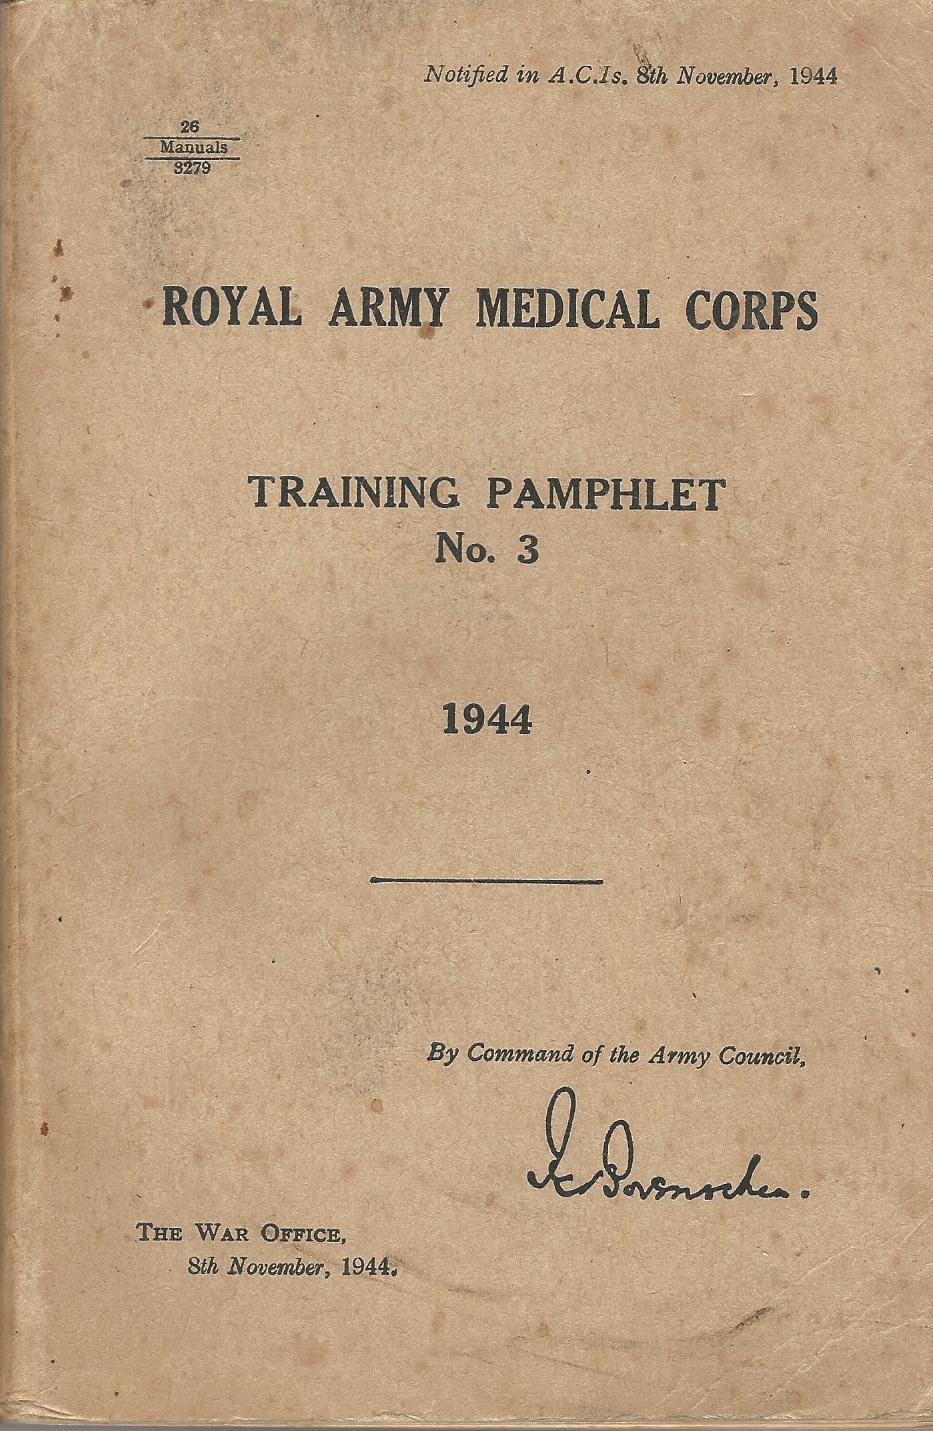 Notified in A.C.Is. 8th November, 1944
26
Manuals
3279
ROYAL ARMY MEDICAL CORPS
TRAINING PAMPHLET
No. 3
1944
By Command of the Army Council,
THE WAR OFFICE,
8th November, 1944.